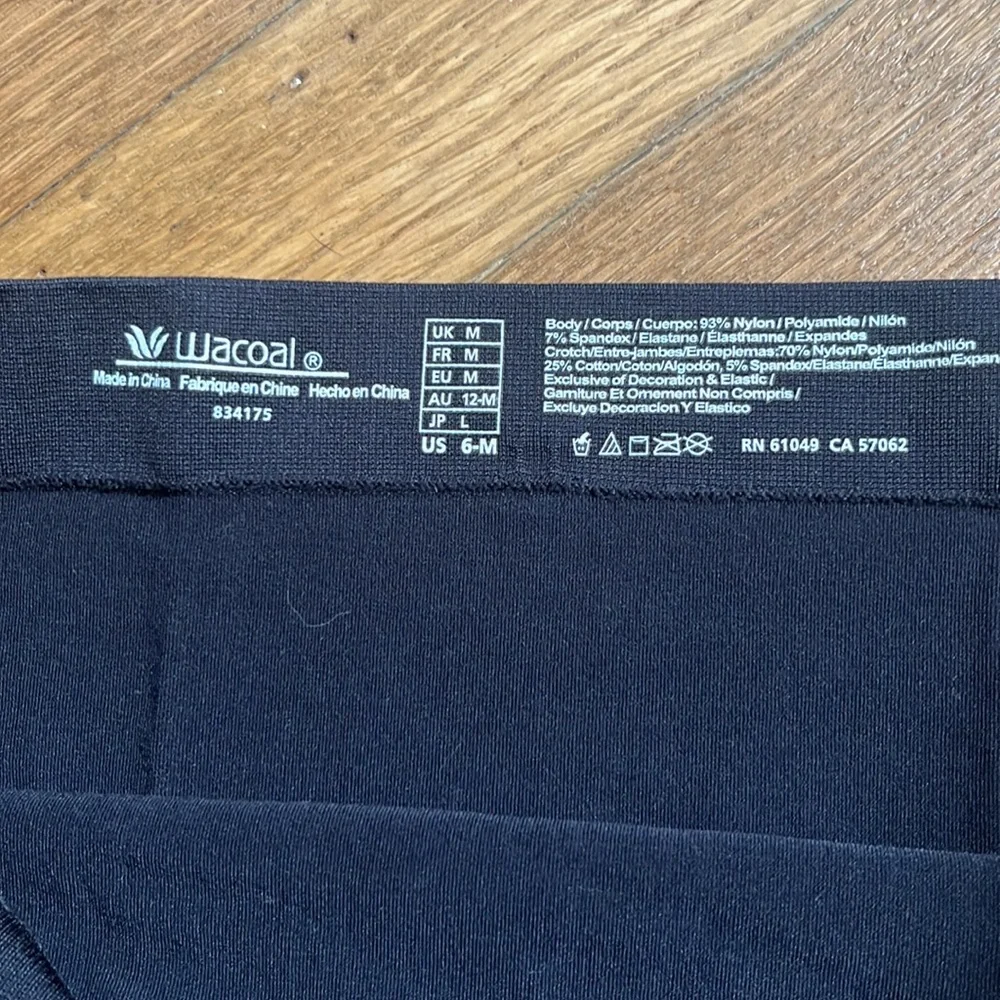 Wacoal ®
Made in China Fabrique en Chine Hecho en China
834175
UK M
FR M
EU M
AU 12-M
JP L
US 6-M
Body / Corps / Cuerpo: 93% Nylon / Polyamide / Nilón
7% Spandex / Elastane / Élasthanne / Expandes
Crotch/Entre-jambes/Entreplemas:70% Nylon/Polyamide/Nilón
25% Cotton/Coton/Algodón, 5% Spandex/Elastane/Élasthanne/Expan
Exclusive of Decoration & Elastic /
Garniture Et Ornement Non Compris /
Excluye Decoracion Y Elastico
RN 61049 CA 57062